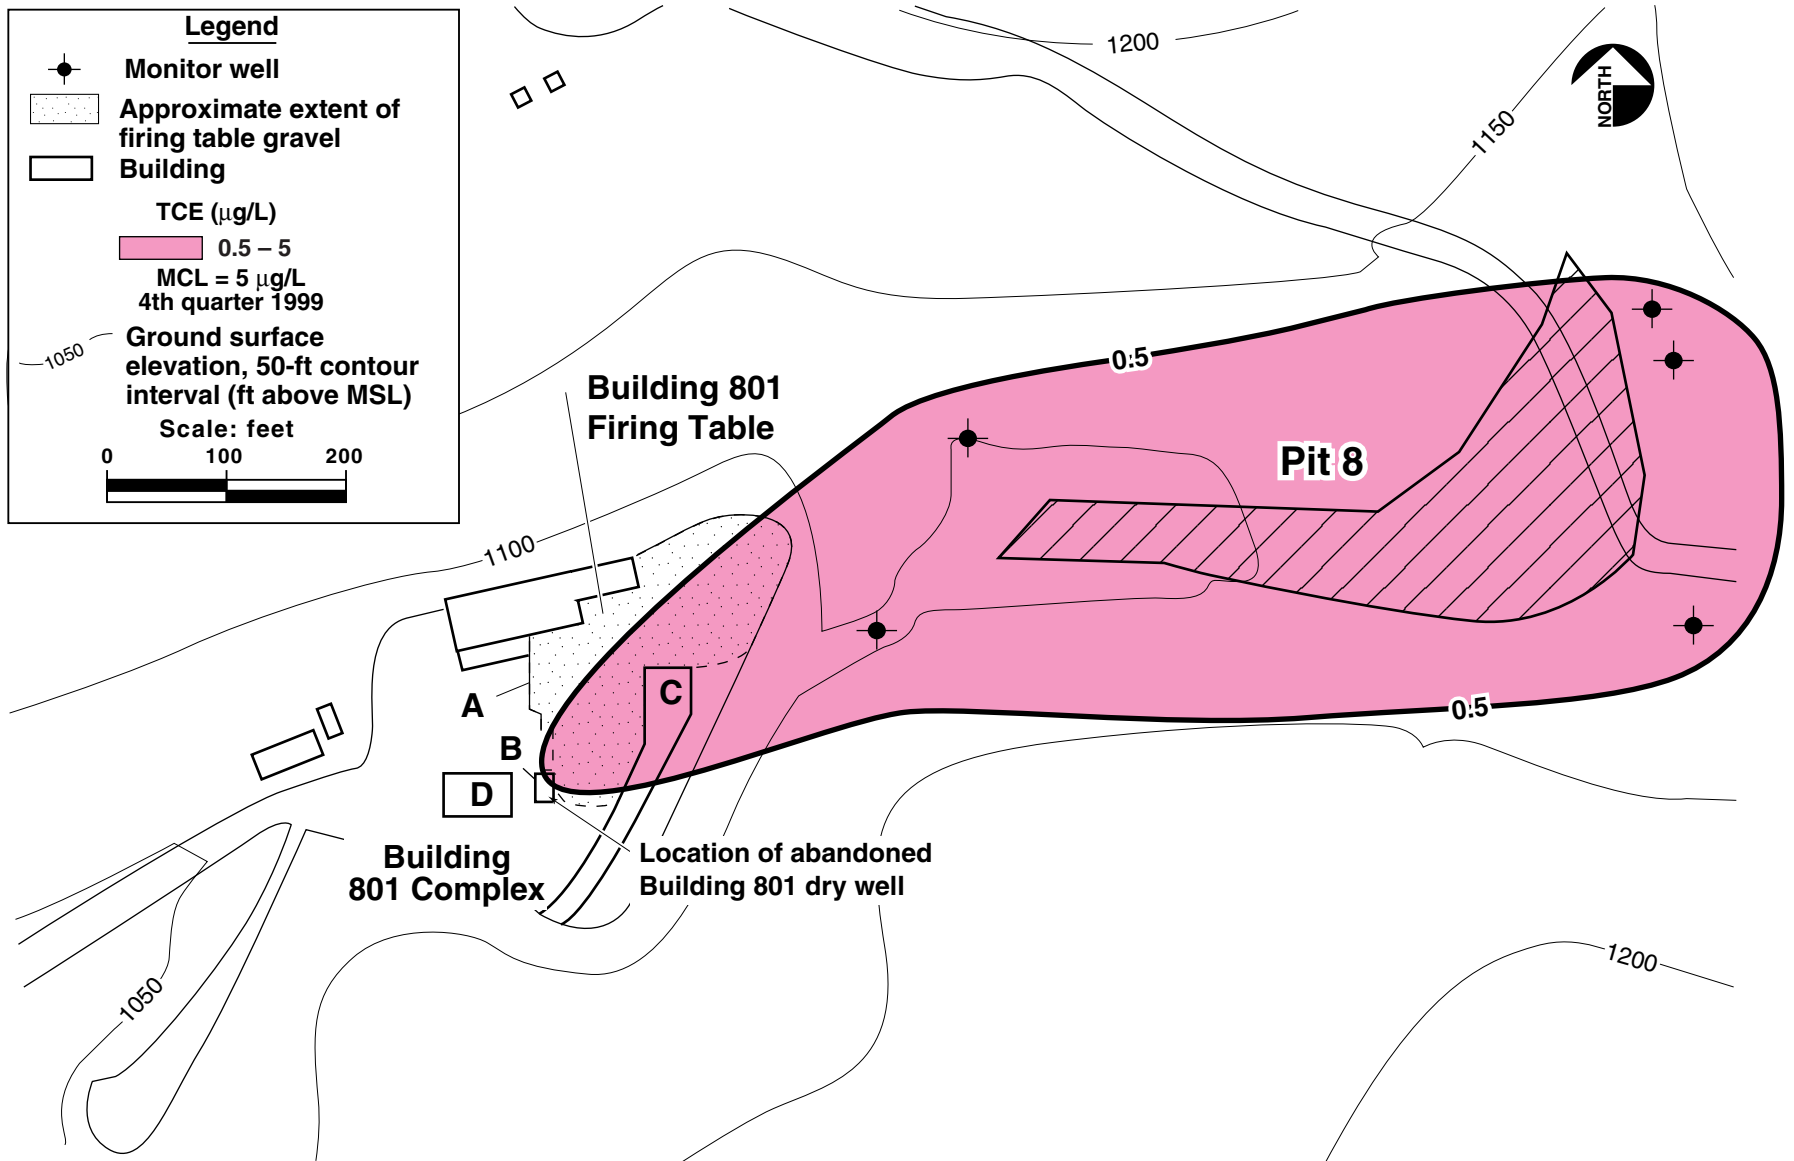 Legend
Monitor well
Approximate extent of
firing table gravel
Building
TCE (μg/L)
0.5 – 5
MCL = 5 μg/L
4th quarter 1999
1050
Ground surface
elevation, 50-ft contour
interval (ft above MSL)
Scale: feet
0 100 200
1200
1150
NORTH
0.5
Building 801
Firing Table
Pit 8
1100
A
C
0.5
B
D
Building
801 Complex
Location of abandoned
Building 801 dry well
1050
1200